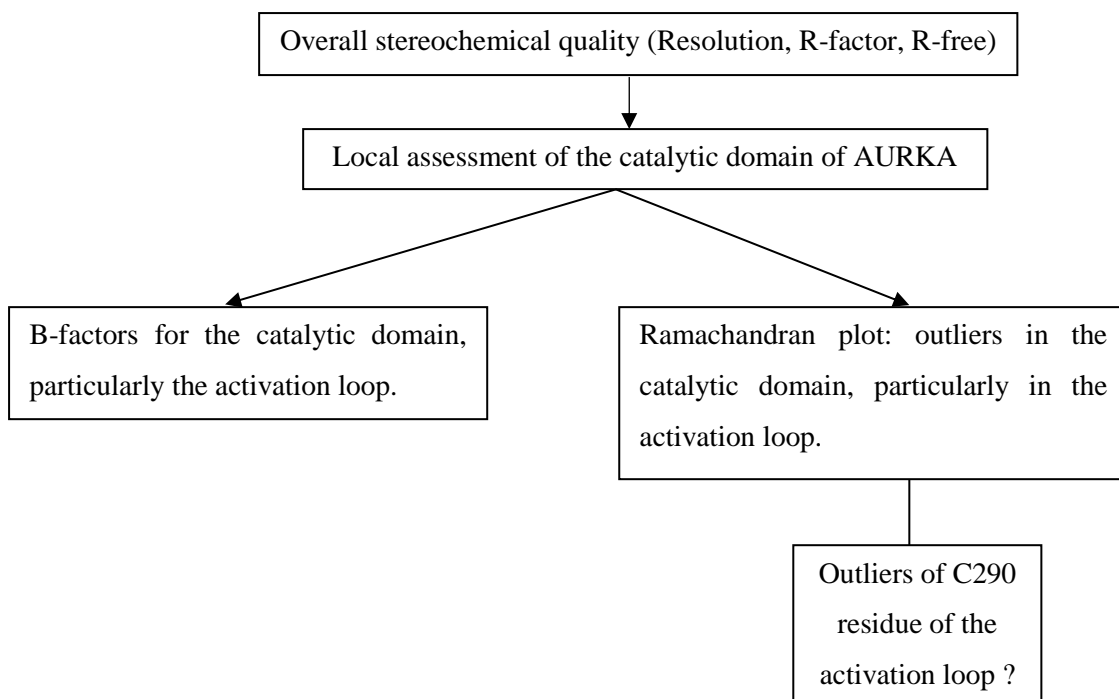 Overall stereochemical quality (Resolution, R-factor, R-free)
Local assessment of the catalytic domain of AURKA
B-factors for the catalytic domain,
particularly the activation loop.
Ramachandran plot: outliers in the
catalytic domain, particularly in the
activation loop.
Outliers of C290
residue of the
activation loop ?